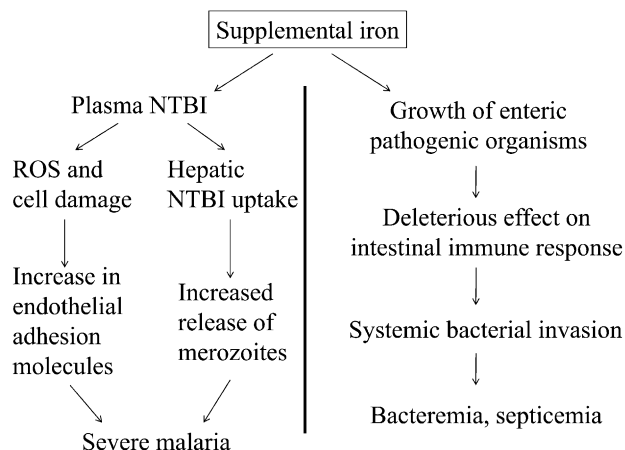 Supplemental iron
Plasma NTBI
ROS and
cell damage
Hepatic
NTBI uptake
Increase in
endothelial
adhesion
molecules
Increased
release of
merozoites
Severe malaria
Growth of enteric
pathogenic organisms
Deleterious effect on
intestinal immune response
Systemic bacterial invasion
Bacteremia, septicemia